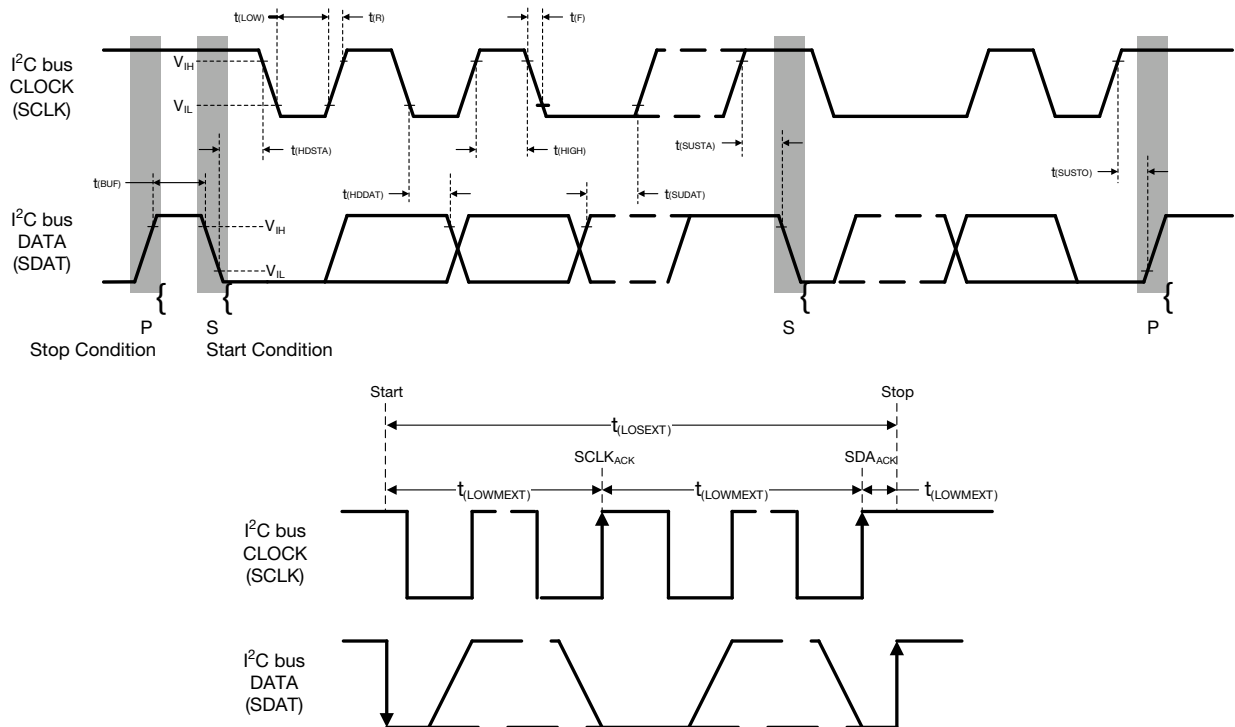 t(LOW)
t(R)
t(F)
I²C bus
CLOCK
(SCLK)
VIH
VIL
t(HDSTA)
t(HIGH)
t(SUSTA)
t(SUSTO)
t(BUF)
t(HDDAT)
t(SUDAT)
I²C bus
DATA
(SDAT)
VIH
VIL
{ { { {
P S S P
Stop Condition Start Condition
Start Stop
t(LOSEXT)
SCLKACK SDAACK
t(LOWMEXT) t(LOWMEXT) t(LOWMEXT)
I²C bus
CLOCK
(SCLK)
I²C bus
DATA
(SDAT)